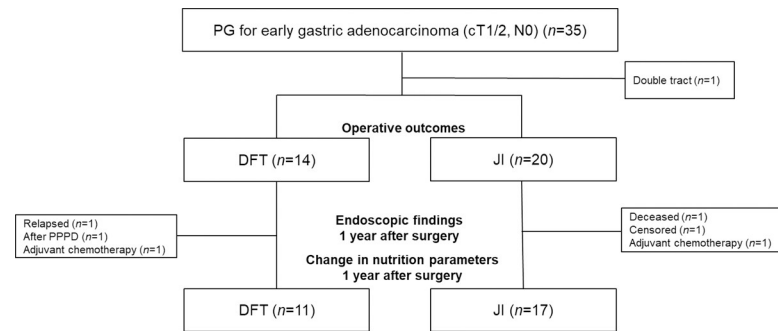 PG for early gastric adenocarcinoma (cT1/2, N0) (n=35)
Double tract (n=1)
Operative outcomes
DFT (n=14)
JI (n=20)
Relapsed (n=1)
After PPPD (n=1)
Adjuvant chemotherapy (n=1)
Endoscopic findings
1 year after surgery
Change in nutrition parameters
1 year after surgery
Deceased (n=1)
Censored (n=1)
Adjuvant chemotherapy (n=1)
DFT (n=11)
JI (n=17)